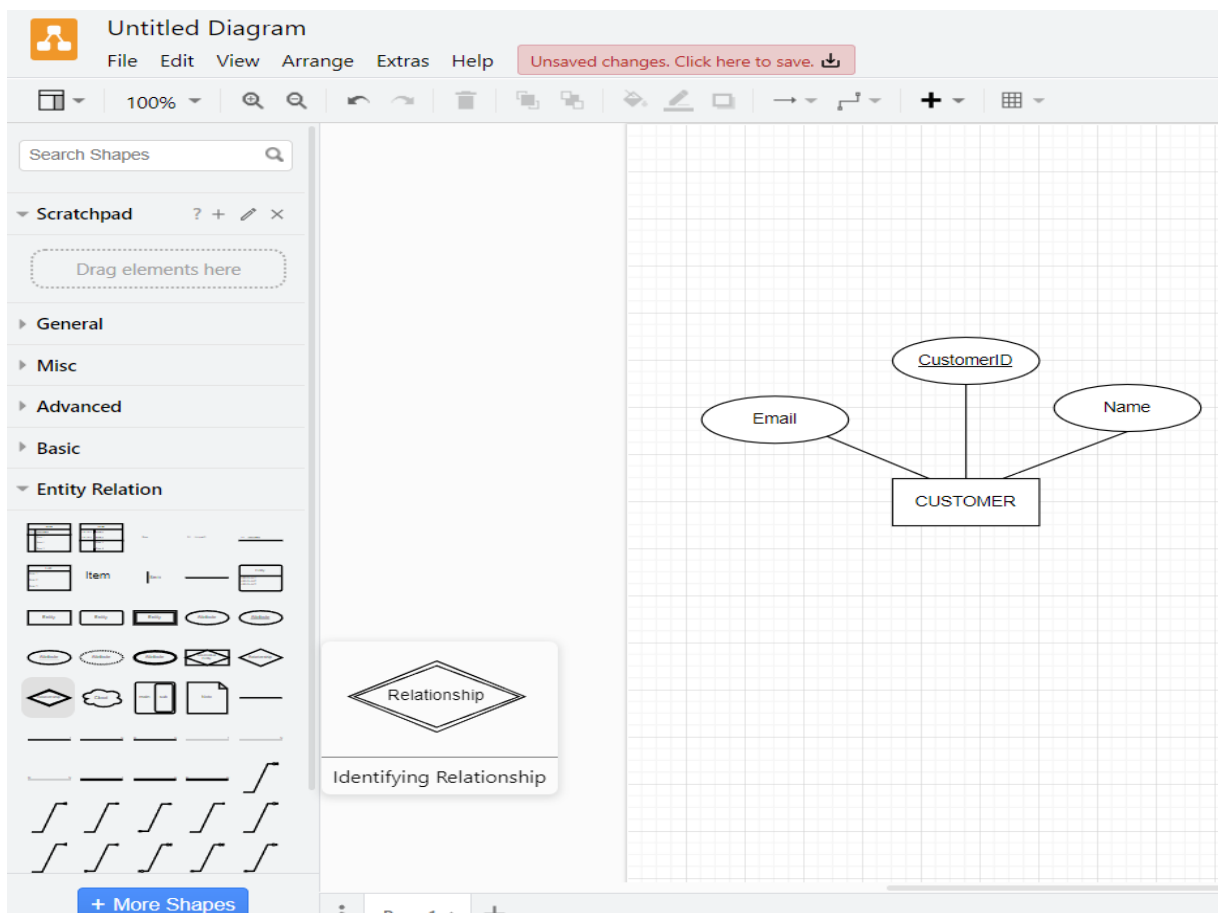 Untitled Diagram
File Edit View Arrange Extras Help Unsaved changes. Click here to save.
100%
Search Shapes
Scratchpad ? +
Drag elements here
General
Misc
Advanced
Basic
Entity Relation
Item
Relationship
Identifying Relationship
+ More Shapes
CustomerID
Email
Name
CUSTOMER